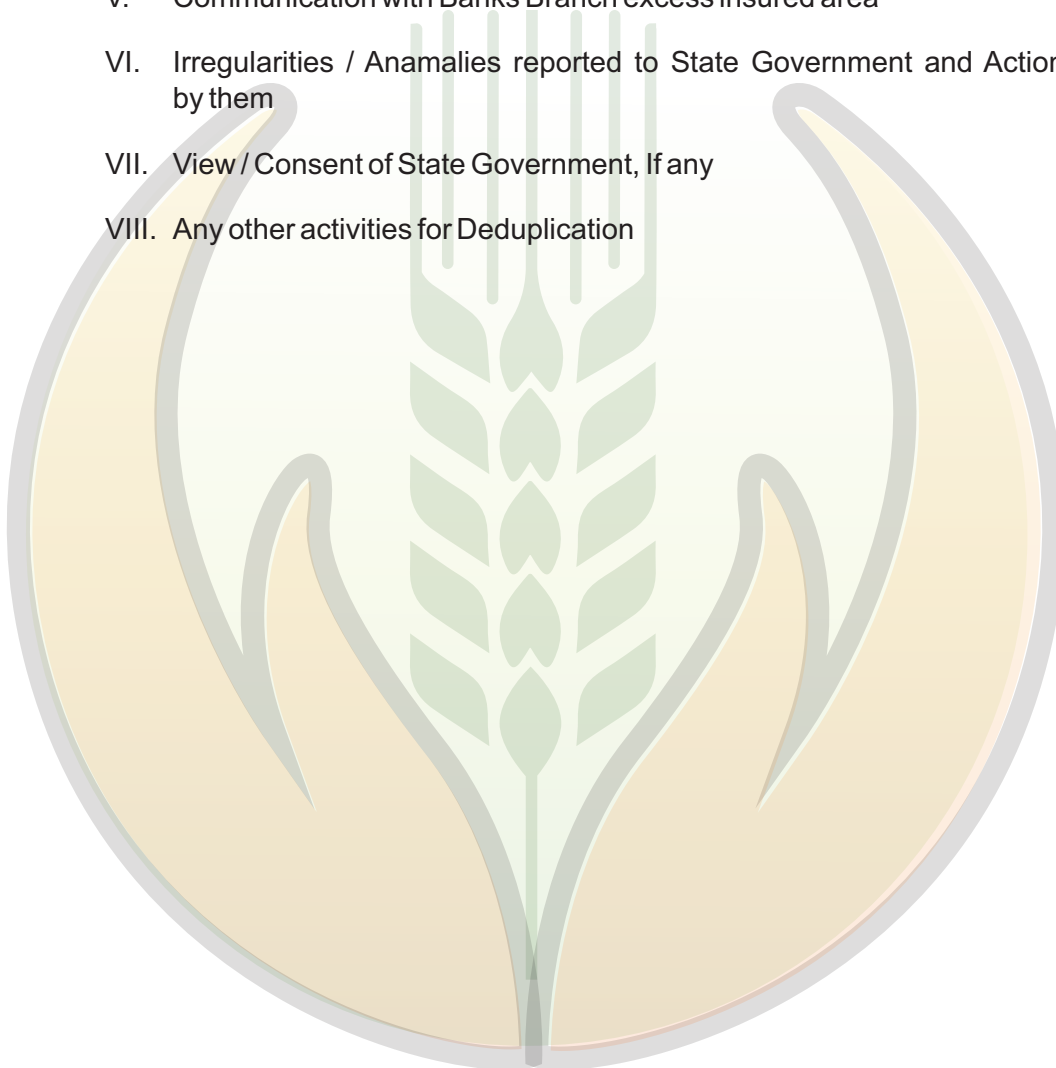 V. Communication with Banks Branch excess insured area
VI. Irregularities / Anamalies reported to State Government and Action
by them
VII. View / Consent of State Government, If any
VIII. Any other activities for Deduplication